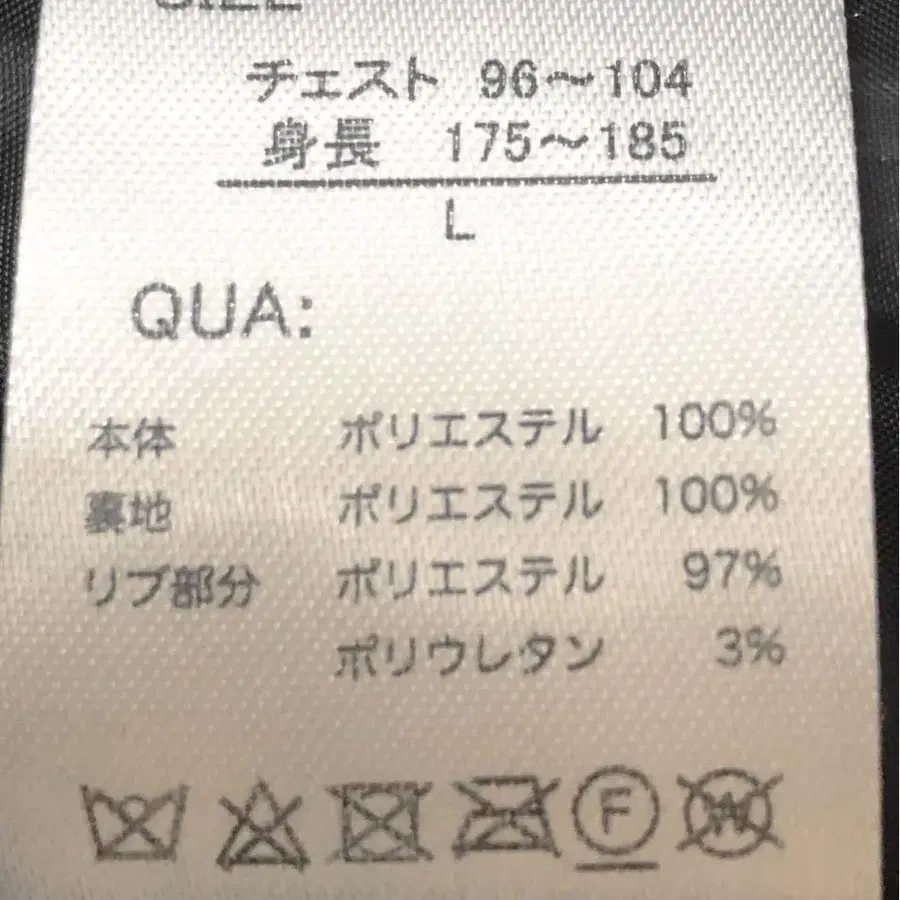 SIZE
チェスト 96～104
身長 175～185
L
QUA:
本体 ポリエステル 100%
裏地 ポリエステル 100%
リブ部分 ポリエステル 97%
ポリウレタン 3%
F W